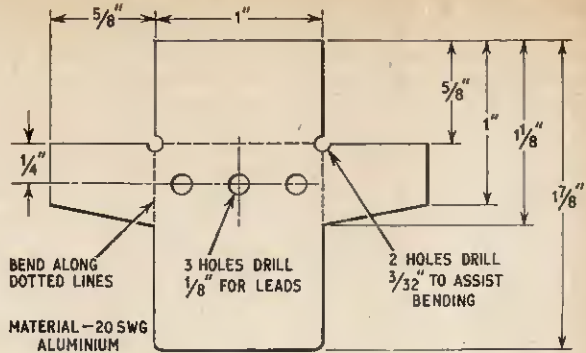 5/8"
1"
5/8"
1"
1 1/8"
1 7/8"
1/4"
BEND ALONG
DOTTED LINES
3 HOLES DRILL
1/8" FOR LEADS
2 HOLES DRILL
3/32" TO ASSIST
BENDING
MATERIAL—20 SWG
ALUMINIUM